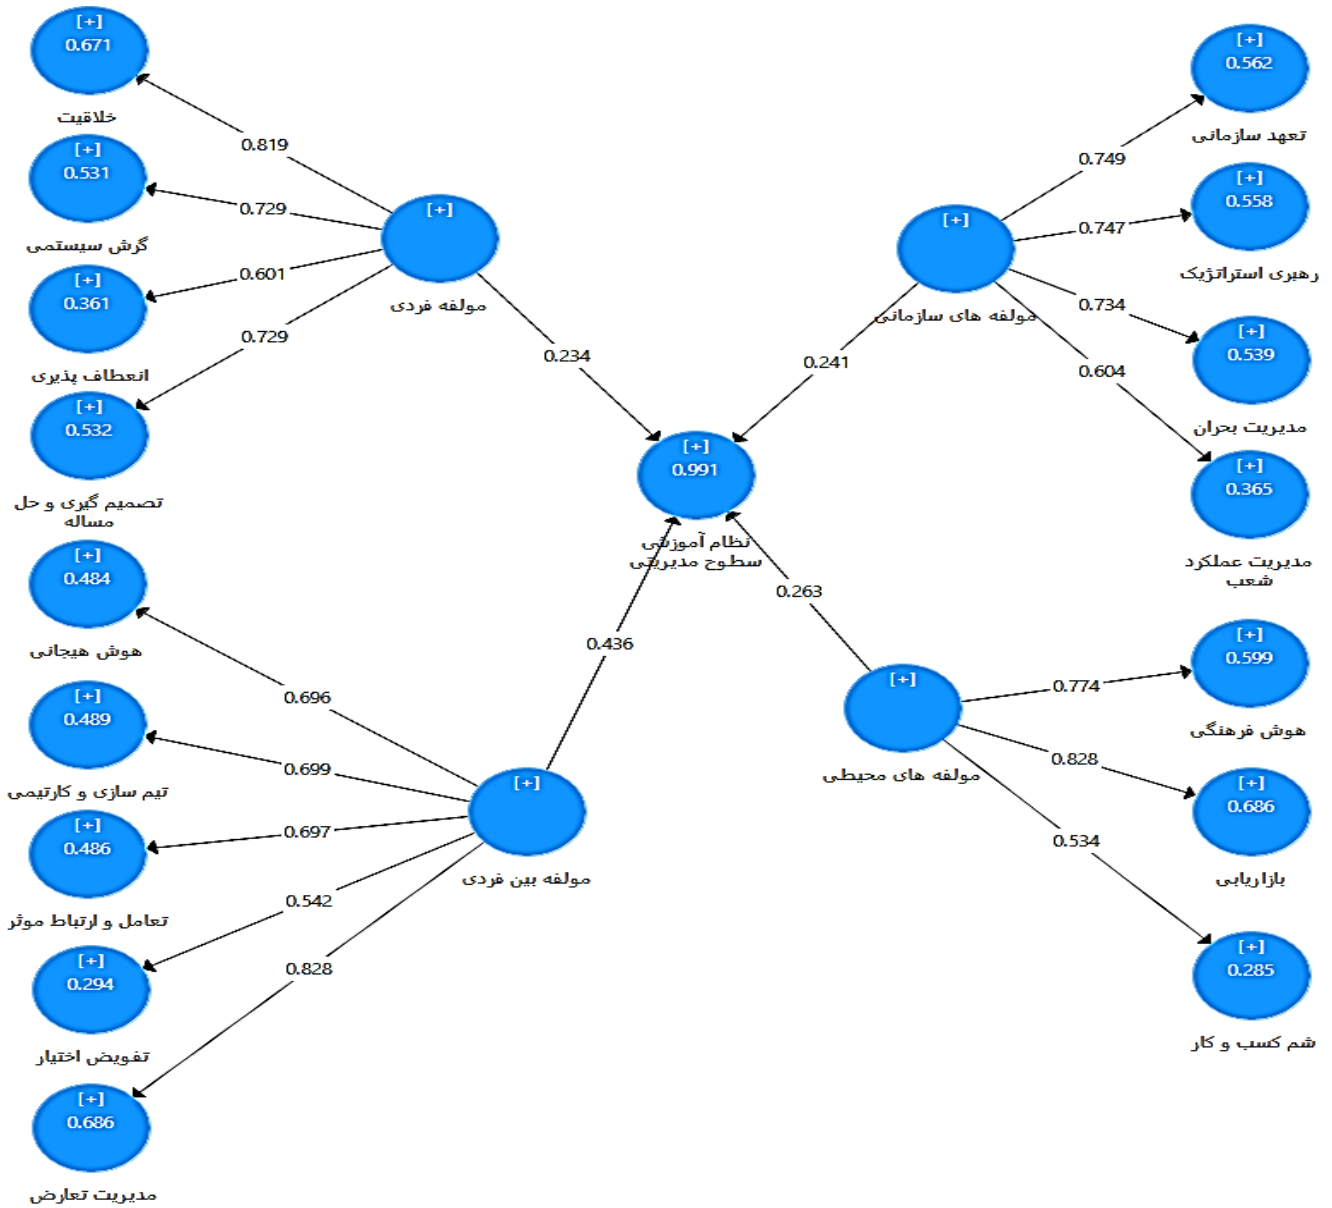 [+]
0.671
خلاقیت
[+]
0.531
گرش سیستمی
[+]
0.361
انعطاف پذیری
[+]
0.532
تصمیم گیری و حل
مساله
[+]
0.484
هوش هیجانی
[+]
0.489
تیم سازی و کارتیمی
[+]
0.486
تعامل و ارتباط موثر
[+]
0.294
تفویض اختیار
[+]
0.686
مدیریت تعارض
0.819
0.729
0.601
0.729
[+]
مولفه فردی
0.234
0.696
0.699
0.697
0.542
0.828
[+]
مولفه بین فردی
0.436
[+]
0.991
نظام آموزشی
سطوح مدیریتی
[+]
مولفه های سازمانی
0.241
0.749
0.747
0.734
0.604
[+]
مولفه های محیطی
0.263
0.774
0.828
0.534
[+]
0.562
تعهد سازمانی
[+]
0.558
رهبری استراتژیک
[+]
0.539
مدیریت بحران
[+]
0.365
مدیریت عملکرد
شعب
[+]
0.599
هوش فرهنگی
[+]
0.686
بازاریابی
[+]
0.285
شم کسب و کار